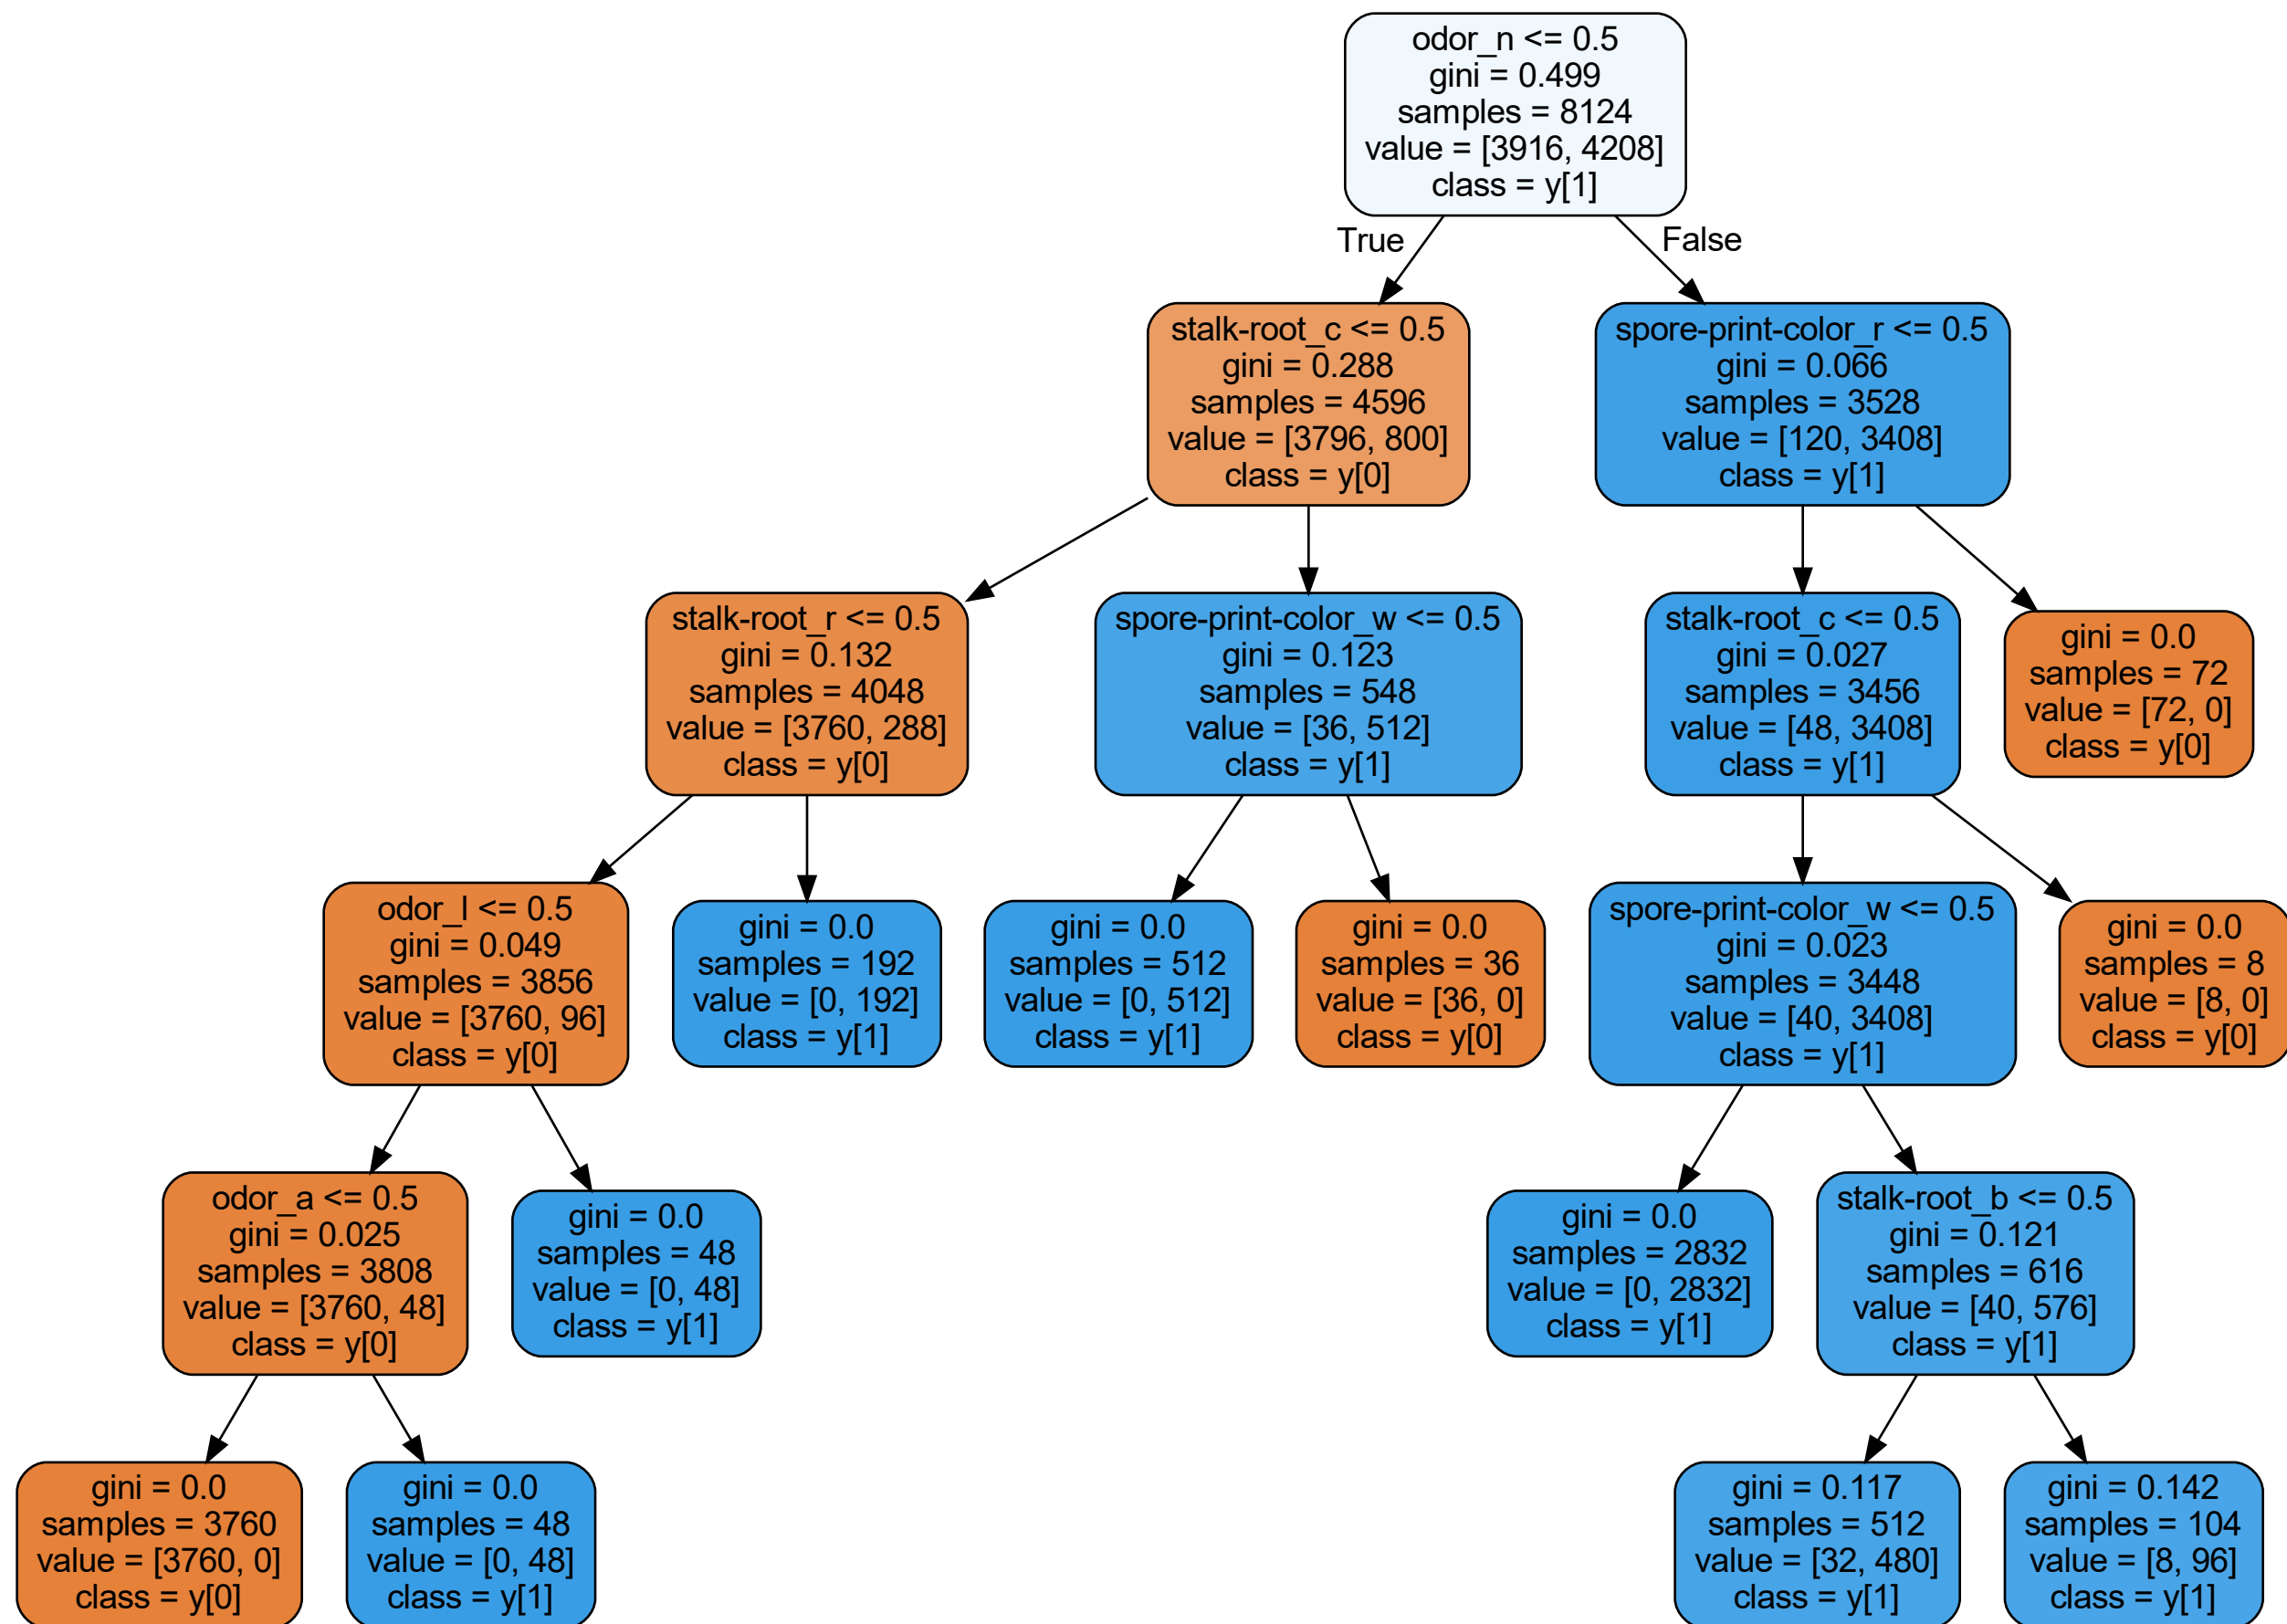 odor_n <= 0.5
gini = 0.499
samples = 8124
value = [3916, 4208]
class = y[1]
True
False
stalk-root_c <= 0.5
gini = 0.288
samples = 4596
value = [3796, 800]
class = y[0]
spore-print-color_r <= 0.5
gini = 0.066
samples = 3528
value = [120, 3408]
class = y[1]
stalk-root_r <= 0.5
gini = 0.132
samples = 4048
value = [3760, 288]
class = y[0]
spore-print-color_w <= 0.5
gini = 0.123
samples = 548
value = [36, 512]
class = y[1]
stalk-root_c <= 0.5
gini = 0.027
samples = 3456
value = [48, 3408]
class = y[1]
gini = 0.0
samples = 72
value = [72, 0]
class = y[0]
odor_l <= 0.5
gini = 0.049
samples = 3856
value = [3760, 96]
class = y[0]
gini = 0.0
samples = 192
value = [0, 192]
class = y[1]
gini = 0.0
samples = 512
value = [0, 512]
class = y[1]
gini = 0.0
samples = 36
value = [36, 0]
class = y[0]
spore-print-color_w <= 0.5
gini = 0.023
samples = 3448
value = [40, 3408]
class = y[1]
gini = 0.0
samples = 8
value = [8, 0]
class = y[0]
odor_a <= 0.5
gini = 0.025
samples = 3808
value = [3760, 48]
class = y[0]
gini = 0.0
samples = 48
value = [0, 48]
class = y[1]
gini = 0.0
samples = 2832
value = [0, 2832]
class = y[1]
stalk-root_b <= 0.5
gini = 0.121
samples = 616
value = [40, 576]
class = y[1]
gini = 0.0
samples = 3760
value = [3760, 0]
class = y[0]
gini = 0.0
samples = 48
value = [0, 48]
class = y[1]
gini = 0.117
samples = 512
value = [32, 480]
class = y[1]
gini = 0.142
samples = 104
value = [8, 96]
class = y[1]